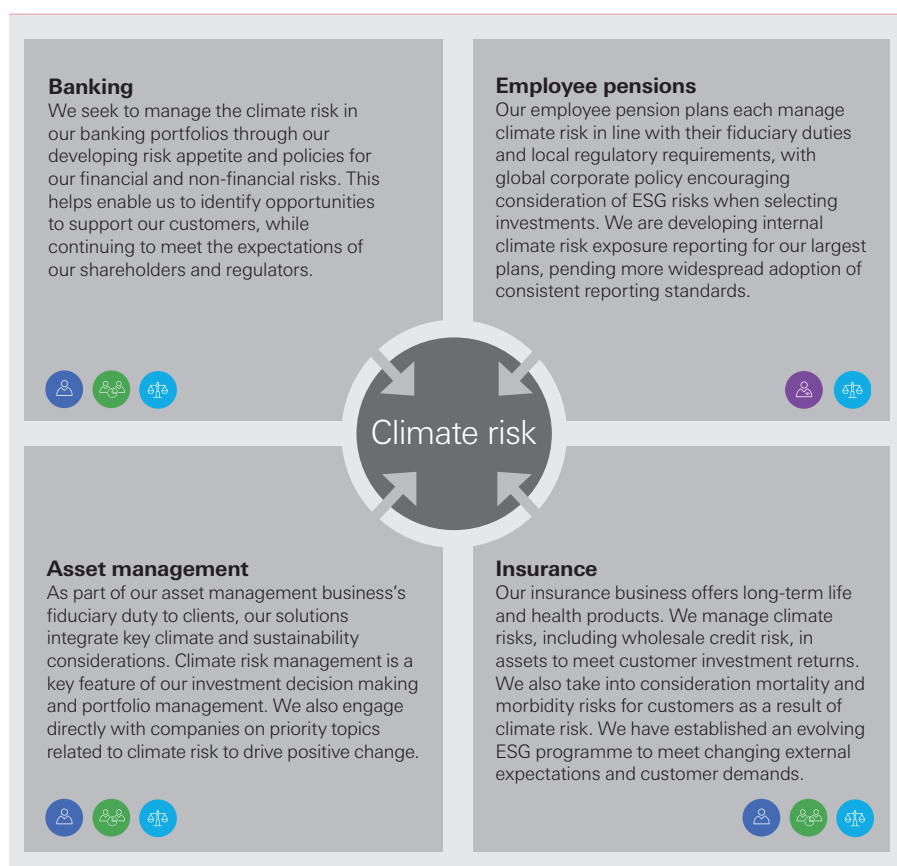 Banking
We seek to manage the climate risk in
our banking portfolios through our
developing risk appetite and policies for
our financial and non-financial risks. This
helps enable us to identify opportunities
to support our customers, while
continuing to meet the expectations of
our shareholders and regulators.
Employee pensions
Our employee pension plans each manage
climate risk in line with their fiduciary duties
and local regulatory requirements, with
global corporate policy encouraging
consideration of ESG risks when selecting
investments. We are developing internal
climate risk exposure reporting for our largest
plans, pending more widespread adoption of
consistent reporting standards.
Climate risk
Asset management
As part of our asset management business’s
fiduciary duty to clients, our solutions
integrate key climate and sustainability
considerations. Climate risk management is a
key feature of our investment decision making
and portfolio management. We also engage
directly with companies on priority topics
related to climate risk to drive positive change.
Insurance
Our insurance business offers long-term life
and health products. We manage climate
risks, including wholesale credit risk, in
assets to meet customer investment returns.
We also take into consideration mortality and
morbidity risks for customers as a result of
climate risk. We have established an evolving
ESG programme to meet changing external
expectations and customer demands.